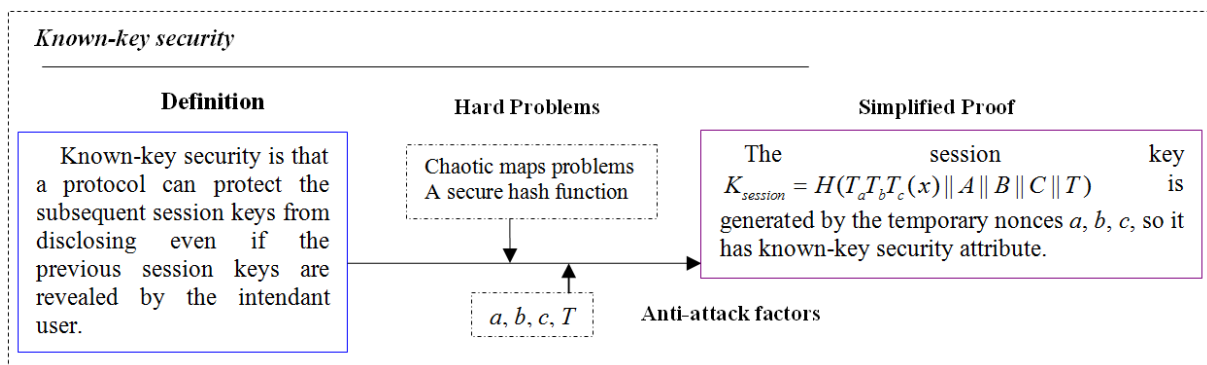 Known-key security
Definition
Known-key security is that
a protocol can protect the
subsequent session keys from
disclosing even if the
previous session keys are
revealed by the intendant
user.
Hard Problems
Chaotic maps problems
A secure hash function
a, b, c, T
Anti-attack factors
Simplified Proof
The session key
K_session = H(T_aT_bT_c(x) || A || B || C || T) is
generated by the temporary nonces a, b, c, so it
has known-key security attribute.